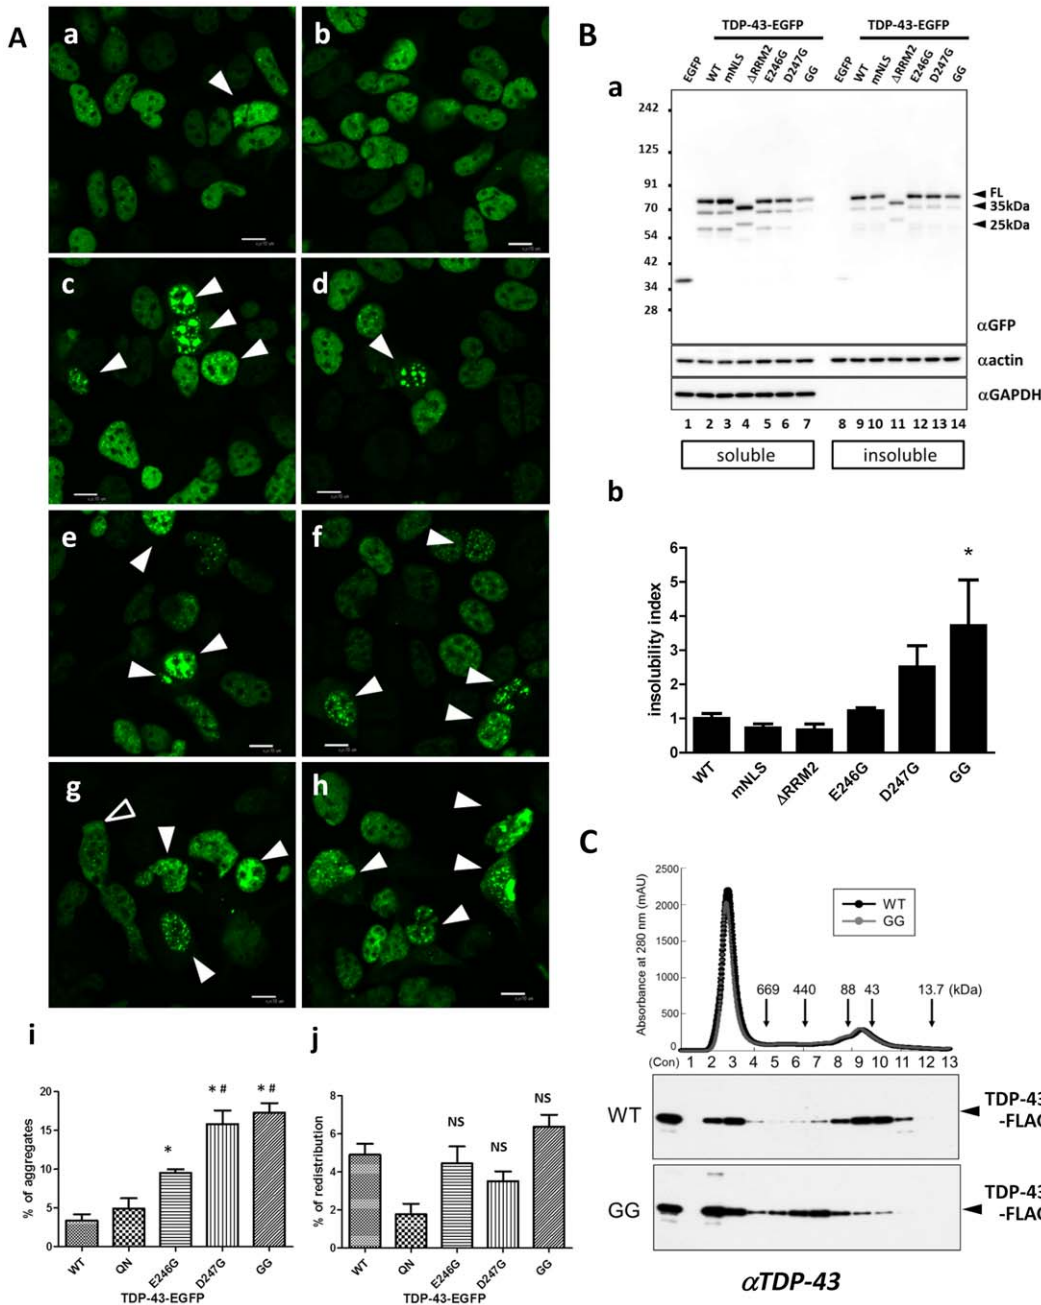 A
a
b
c
d
e
f
g
h
i
% of aggregates
20
15
10
5
0
* * # * #
WT QN E246G D247G GG
TDP-43-EGFP
j
% of redistribution
8
6
4
2
0
NS NS NS
WT QN E246G D247G GG
TDP-43-EGFP
B
TDP-43-EGFP TDP-43-EGFP
EGFP WT mNLS ΔRRM2 E246G D247G GG EGFP WT mNLS ΔRRM2 E246G D247G GG
a
242
125
91
70
54
42
34
28
FL
35kDa
25kDa
αGFP
αactin
αGAPDH
1 2 3 4 5 6 7 8 9 10 11 12 13 14
soluble insoluble
b
insolubility index
6
5
4
3
2
1
0
*
WT mNLS ΔRRM2 E246G D247G GG
C
Absorbance at 280 nm (mAU)
2500
2000
1500
1000
500
0
WT
GG
669 440 88 43 13.7 (kDa)
(Con) 1 2 3 4 5 6 7 8 9 10 11 12 13
WT
TDP-43
-FLAG
GG
TDP-43
-FLAG
αTDP-43